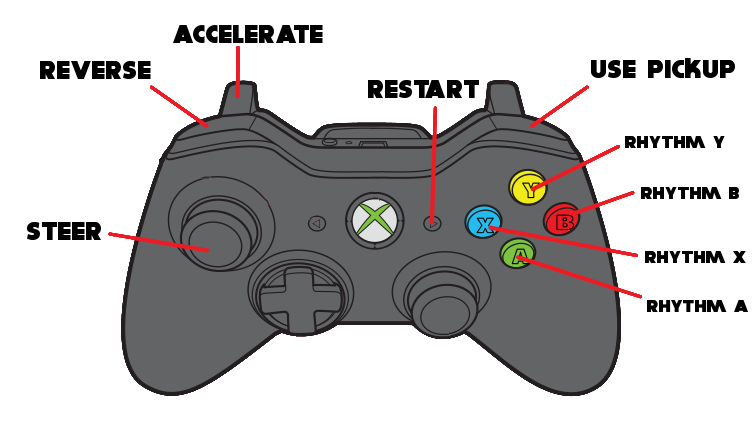 ACCELERATE
REVERSE
USE PICKUP
RESTART
RHYTHM Y
Y
RHYTHM B
B
X
STEER
A
RHYTHM X
RHYTHM A